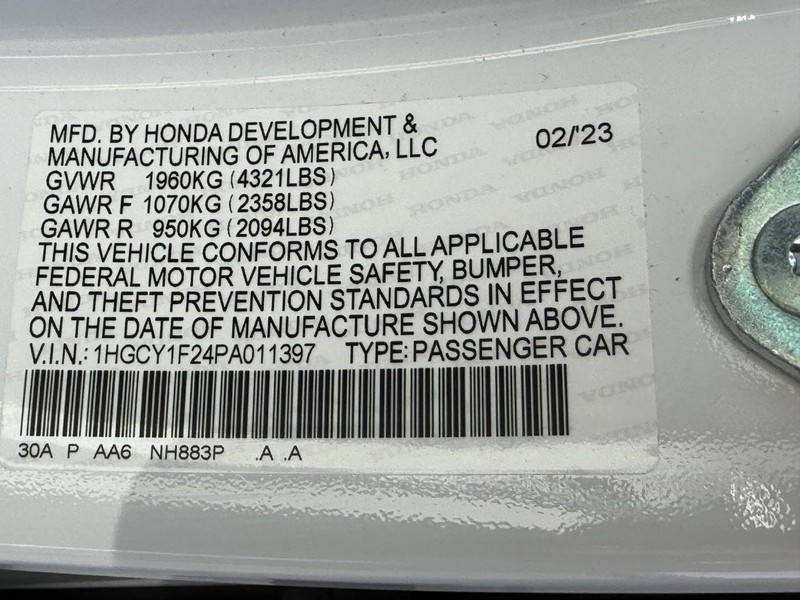 MFD. BY HONDA DEVELOPMENT &
MANUFACTURING OF AMERICA, LLC 02/'23
GVWR 1960KG (4321LBS)
GAWR F 1070KG (2358LBS)
GAWR R 950KG (2094LBS)
THIS VEHICLE CONFORMS TO ALL APPLICABLE
FEDERAL MOTOR VEHICLE SAFETY, BUMPER,
AND THEFT PREVENTION STANDARDS IN EFFECT
ON THE DATE OF MANUFACTURE SHOWN ABOVE.
V.I.N.: 1HGCY1F24PA011397 TYPE: PASSENGER CAR
30A P AA6 NH883P .A .A